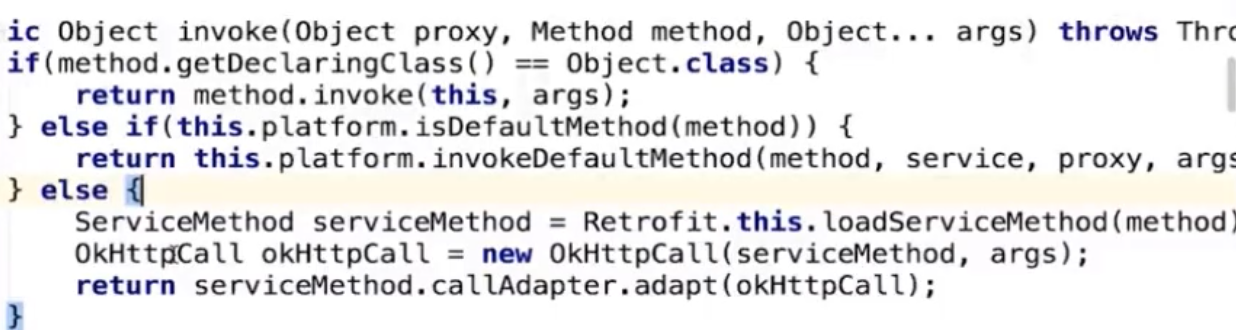 ic Object invoke(Object proxy, Method method, Object... args) throws Thro
if(method.getDeclaringClass() == Object.class) {
return method.invoke(this, args);
} else if(this.platform.isDefaultMethod(method)) {
return this.platform.invokeDefaultMethod(method, service, proxy, args
} else {
ServiceMethod serviceMethod = Retrofit.this.loadServiceMethod(method)
OkHttpCall okHttpCall = new OkHttpCall(serviceMethod, args);
return serviceMethod.callAdapter.adapt(okHttpCall);
}